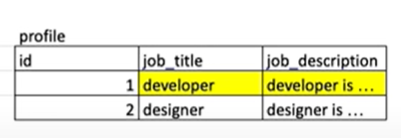 profile
id job_title job_description
1 developer developer is ...
2 designer designer is ...